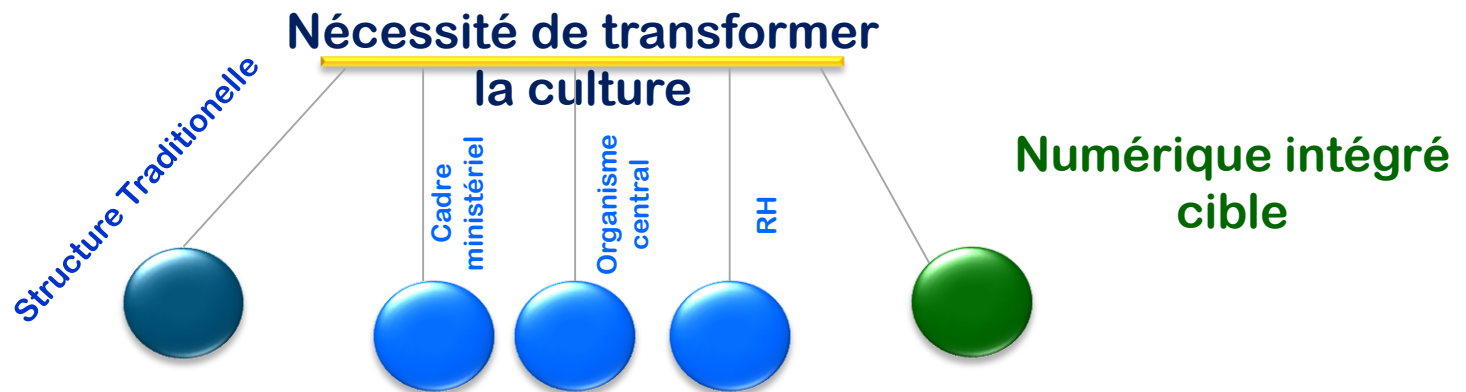 Nécessité de transformer
la culture
Structure Traditionelle
Cadre
ministériel
Organisme
central
RH
Numérique intégré
cible